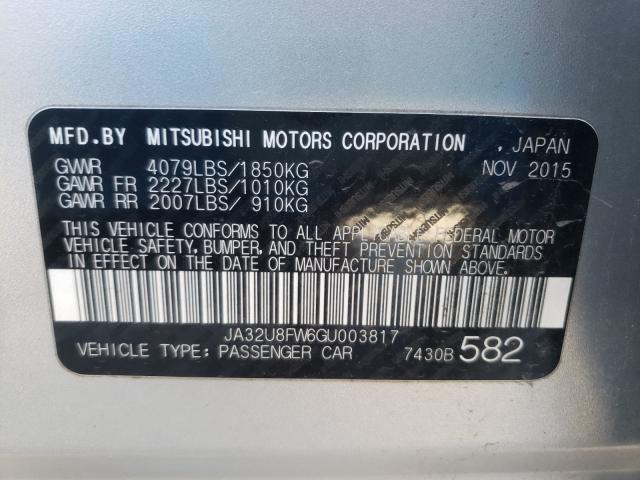 MFD.BY MITSUBISHI MOTORS CORPORATION , JAPAN
GVWR 4079LBS/1850KG NOV 2015
GAWR FR 2227LBS/1010KG
GAWR RR 2007LBS/ 910KG
THIS VEHICLE CONFORMS TO ALL APPLICABLE FEDERAL MOTOR
VEHICLE SAFETY, BUMPER, AND THEFT PREVENTION STANDARDS
IN EFFECT ON THE DATE OF MANUFACTURE SHOWN ABOVE.
JA32U8FW6GU003817
VEHICLE TYPE: PASSENGER CAR 7430B 582